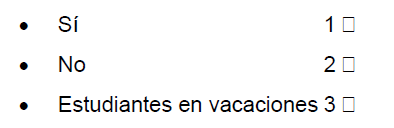 • Sí 1 □
• No 2 □
• Estudiantes en vacaciones 3 □